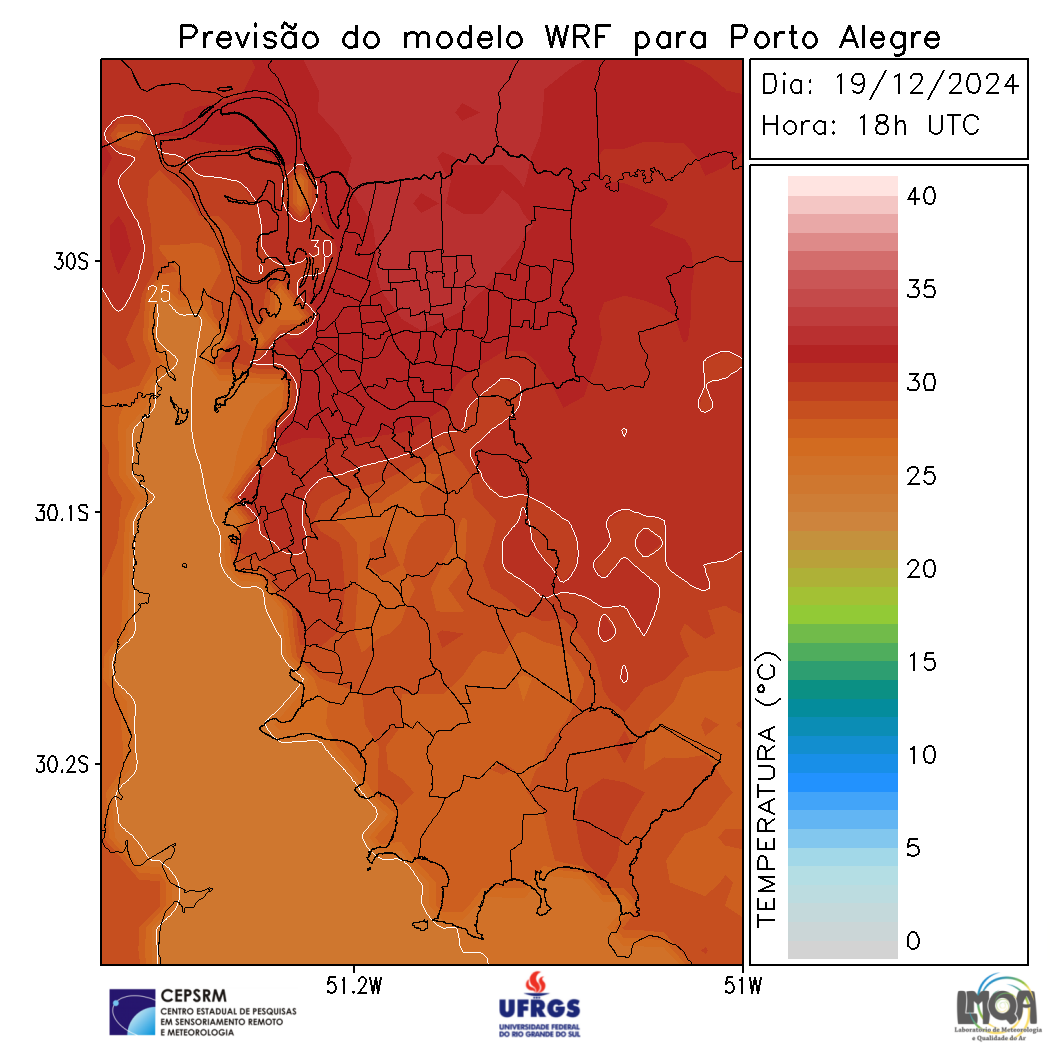 Previsão do modelo WRF para Porto Alegre
Dia: 19/12/2024
Hora: 18h UTC
30S
30.1S
30.2S
51.2W
51W
30
25
40
35
30
25
20
15
10
5
0
TEMPERATURA (°C)
CEPSRM
CENTRO ESTADUAL DE PESQUISAS
EM SENSORIAMENTO REMOTO
E METEOROLOGIA
UFRGS
UNIVERSIDADE FEDERAL
DO RIO GRANDE DO SUL
LMQA
Laboratório de Meteorologia
e Qualidade do Ar